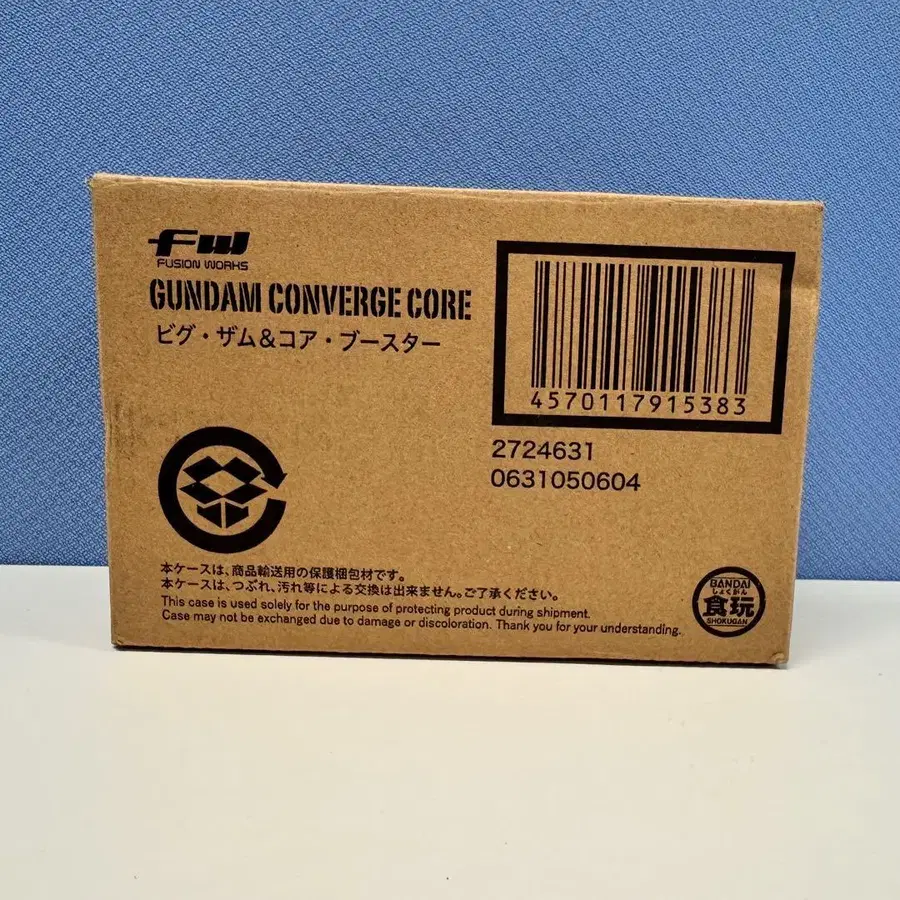 FW
FUSION WORKS
GUNDAM CONVERGE CORE
ビグ・ザム＆コア・ブースター
4570117915383
2724631
0631050604
本ケースは、商品輸送用の保護梱包材です。
本ケースは、つぶれ、汚れ等による交換は出来ません。ご了承ください。
This case is used solely for the purpose of protecting product during shipment.
Case may not be exchanged due to damage or discoloration. Thank you for your understanding.
BANDAI
しょくがん
食玩
SHOKUGAN